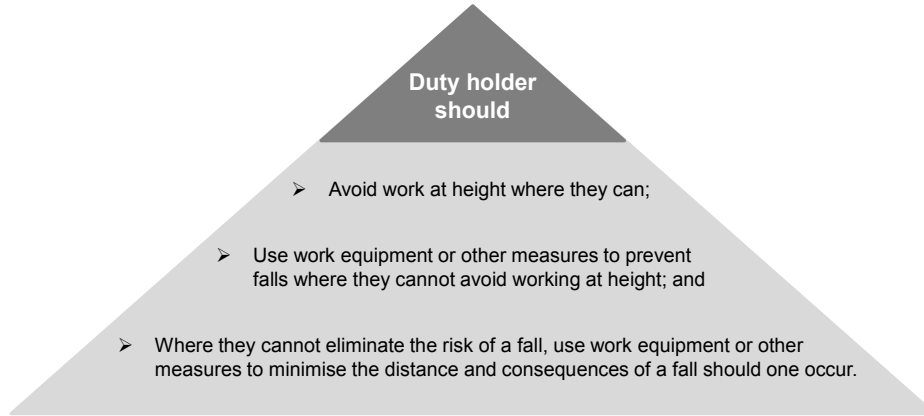 Duty holder
should
➢ Avoid work at height where they can;
➢ Use work equipment or other measures to prevent
falls where they cannot avoid working at height; and
➢ Where they cannot eliminate the risk of a fall, use work equipment or other
measures to minimise the distance and consequences of a fall should one occur.